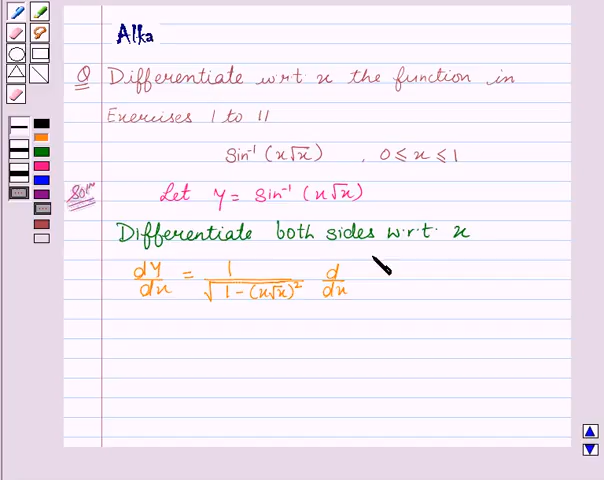 Alka
Q Differentiate w.r.t. x the function in
Exercises 1 to 11
Sin⁻¹ (x√x) , 0 ≤ x ≤ 1
Soln Let Y = Sin⁻¹ (x√x)
Differentiate both sides w.r.t. x
dY/dx = 1/√(1-(x√x)²) d/dx